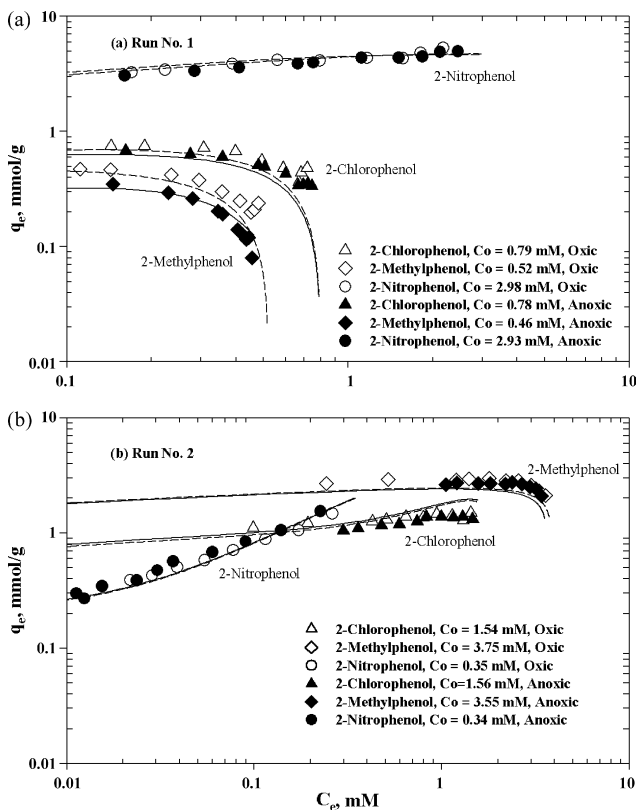 (a)
10
(a) Run No. 1
2-Nitrophenol
1
2-Chlorophenol
qe, mmol/g
0.1
2-Methylphenol
2-Chlorophenol, Co = 0.79 mM, Oxic
2-Methylphenol, Co = 0.52 mM, Oxic
2-Nitrophenol, Co = 2.98 mM, Oxic
2-Chlorophenol, Co = 0.78 mM, Anoxic
2-Methylphenol, Co = 0.46 mM, Anoxic
2-Nitrophenol, Co = 2.93 mM, Anoxic
0.01
0.1 1 10
(b)
10
(b) Run No. 2
2-Methylphenol
1
2-Chlorophenol
2-Nitrophenol
qe, mmol/g
0.1
2-Chlorophenol, Co = 1.54 mM, Oxic
2-Methylphenol, Co = 3.75 mM, Oxic
2-Nitrophenol, Co = 0.35 mM, Oxic
2-Chlorophenol, Co=1.56 mM, Anoxic
2-Methylphenol, Co = 3.55 mM, Anoxic
2-Nitrophenol, Co = 0.34 mM, Anoxic
0.01
0.01 0.1 1 10
Ce, mM